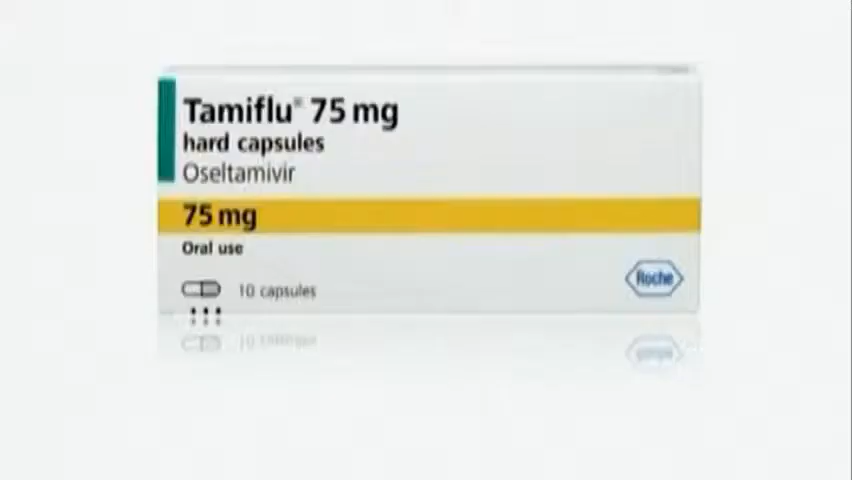 Tamiflu® 75 mg
hard capsules
Oseltamivir
75 mg
Oral use
10 capsules
Roche